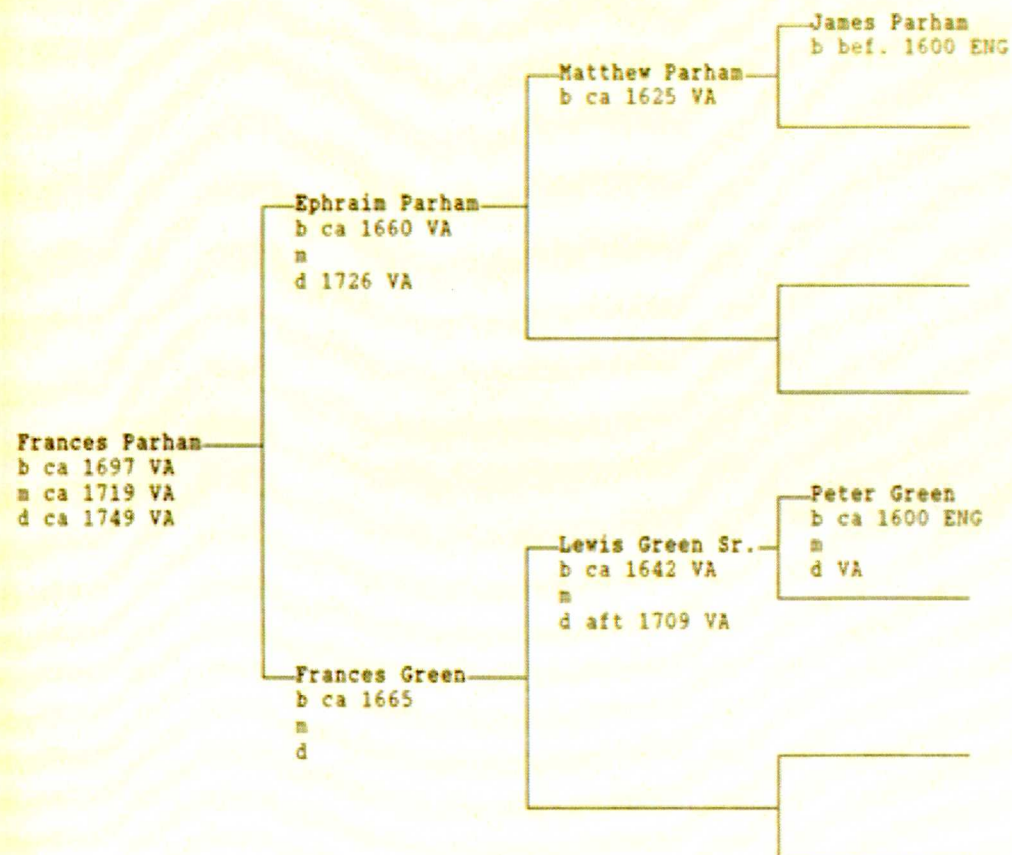 James Parham
b bef. 1600 ENG
Matthew Parham
b ca 1625 VA
Ephraim Parham
b ca 1660 VA
m
d 1726 VA
Frances Parham
b ca 1697 VA
m ca 1719 VA
d ca 1749 VA
Peter Green
b ca 1600 ENG
m
d VA
Lewis Green Sr.
b ca 1642 VA
m
d aft 1709 VA
Frances Green
b ca 1665
m
d